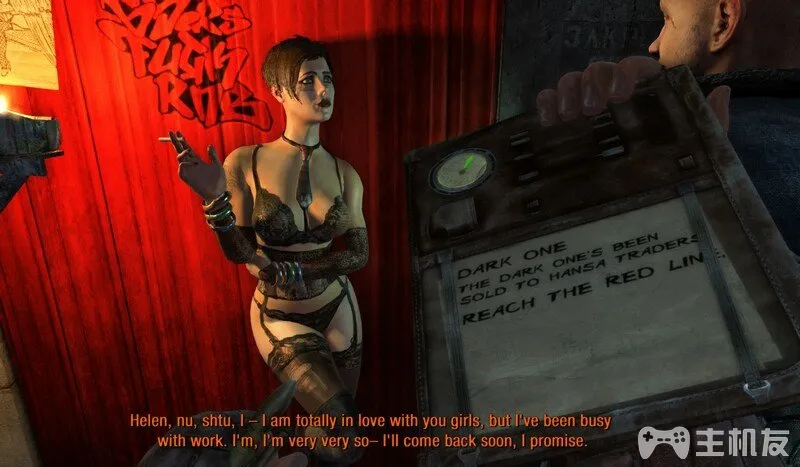 DARK ONE
THE DARK ONE'S BEEN
SOLD TO HANSA TRADERS.
REACH THE RED LINE.
Helen, nu, shtu, I – I am totally in love with you girls, but I've been busy
with work. I'm, I'm very very so– I'll come back soon, I promise.
主机友